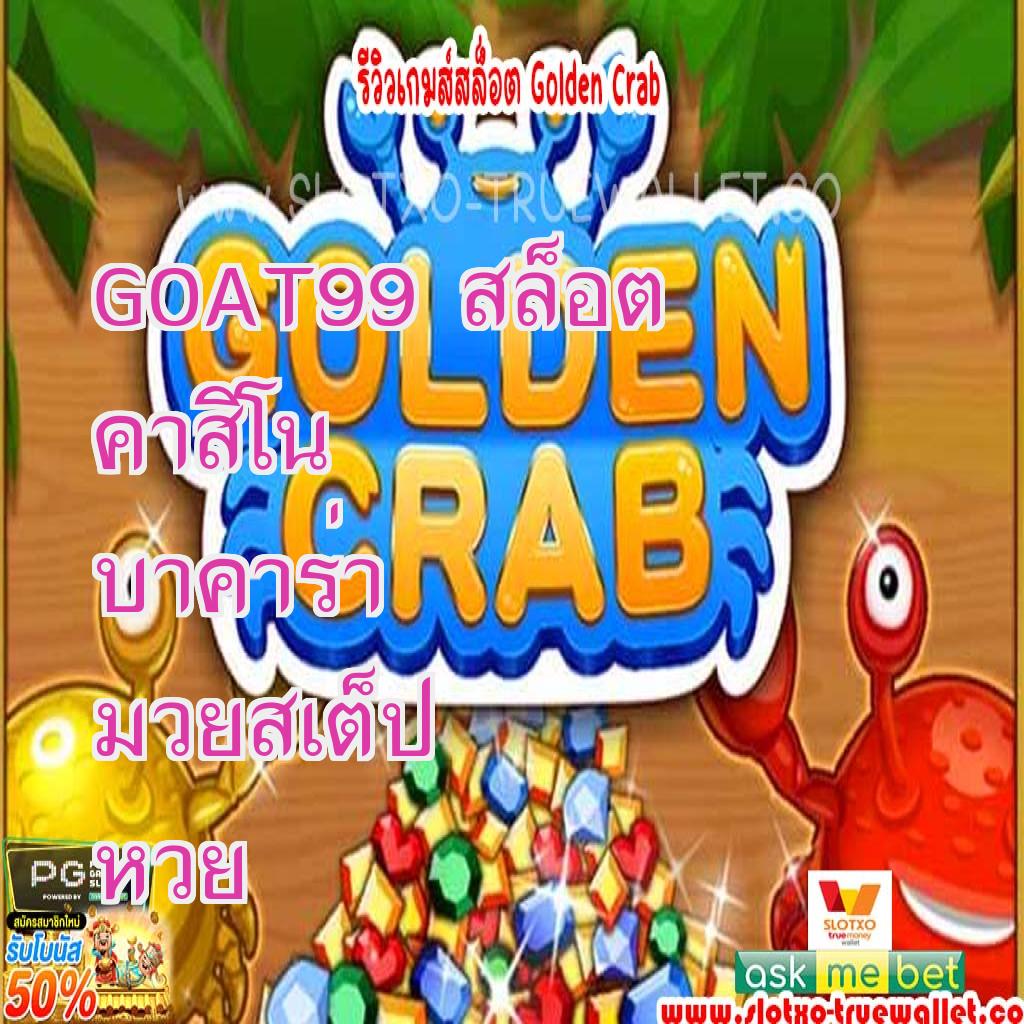 รีวิวเกมส์สล็อต Golden Crab
www.SLOTXO-TRUEWALLET.CO
GOLDEN
CRAB
GOAT99 สล็อต
คาสิโน
บาคาร่า
มวยสเต็ป
หวย
PG
POWERED BY
สมัครสมาชิกใหม่
รับโบนัส
50%
SLOTXO
truemoney
wallet
ask me bet
www.slotxo-truewallet.co